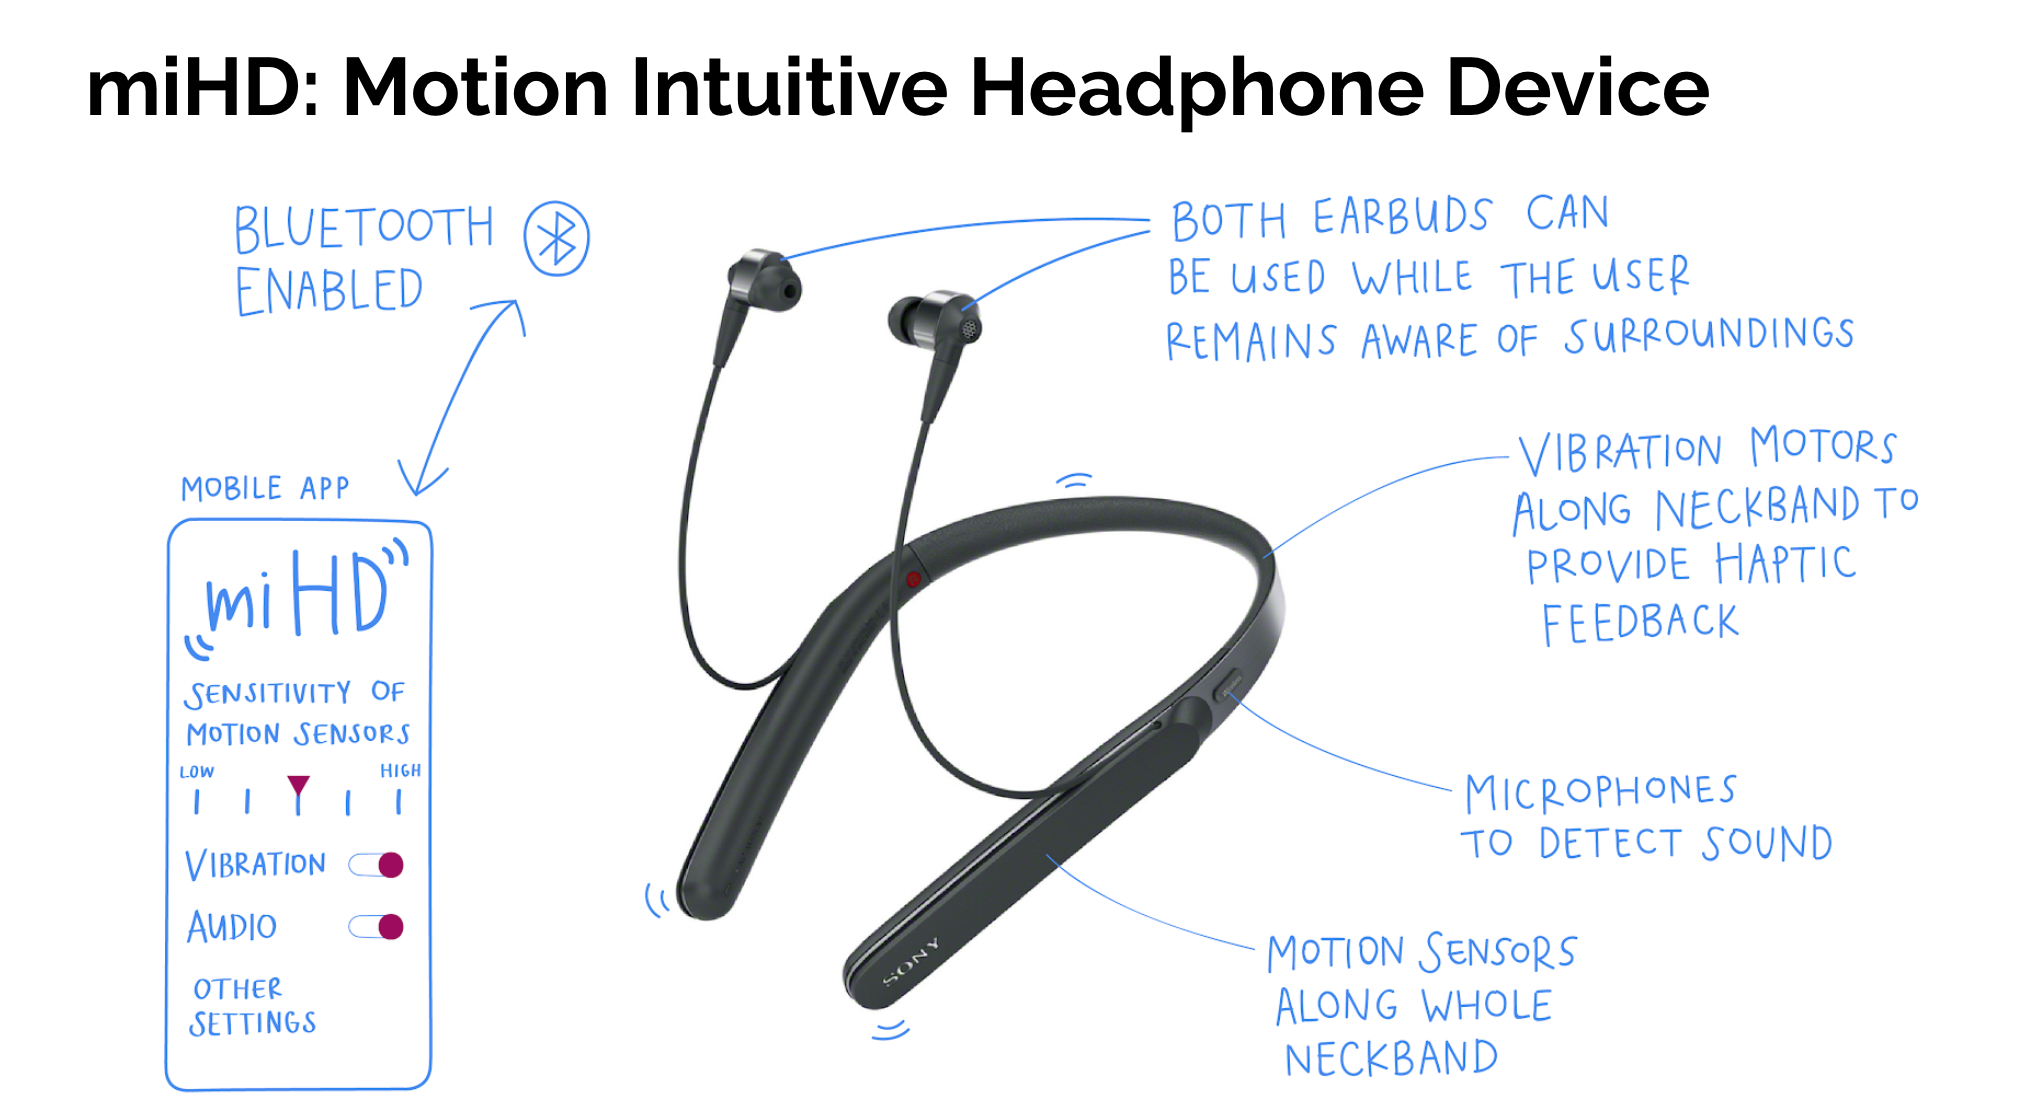 miHD: Motion Intuitive Headphone Device
BLUETOOTH
ENABLED
BOTH EARBUDS CAN
BE USED WHILE THE USER
REMAINS AWARE OF SURROUNDINGS
VIBRATION MOTORS
ALONG NECKBAND TO
PROVIDE HAPTIC
FEEDBACK
MOBILE APP
miHD
SENSITIVITY OF
MOTION SENSORS
LOW HIGH
VIBRATION
AUDIO
OTHER
SETTINGS
MICROPHONES
TO DETECT SOUND
SONY
MOTION SENSORS
ALONG WHOLE
NECKBAND